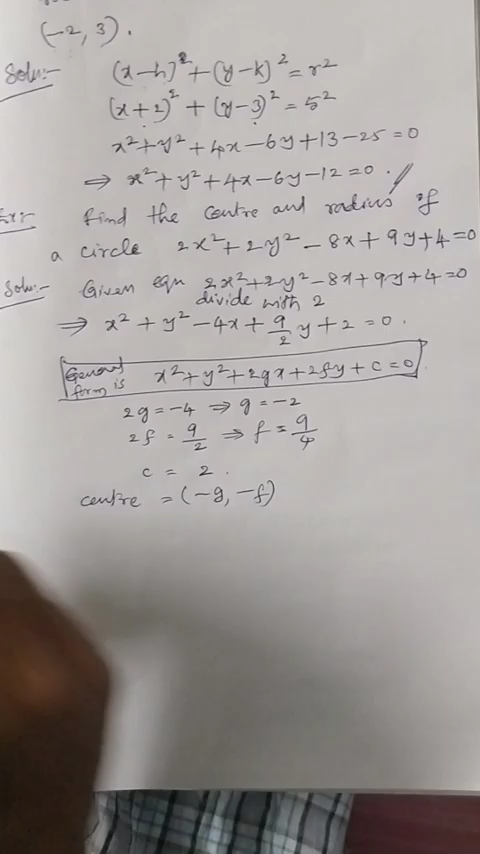 (-2, 3).
Soln:- (x-h)² + (y-k)² = r²
(x+2)² + (y-3)² = 5²
x² + y² + 4x - 6y + 13 - 25 = 0
⇒ x² + y² + 4x - 6y - 12 = 0.
Ex:- Find the centre and radius of
a circle 2x² + 2y² - 8x + 9y + 4 = 0
Soln:- Given eqn 2x² + 2y² - 8x + 9y + 4 = 0
divide with 2
⇒ x² + y² - 4x + 9/2 y + 2 = 0.
General form is x² + y² + 2gx + 2fy + c = 0
2g = -4 ⇒ g = -2
2f = 9/2 ⇒ f = 9/4
c = 2.
centre = (-g, -f)